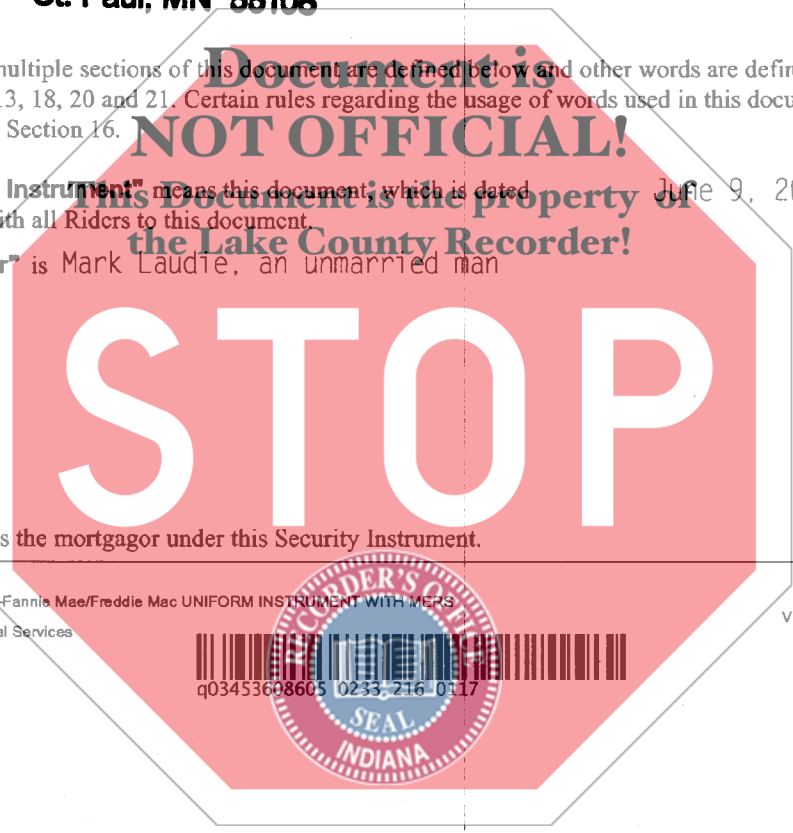 St. Paul, MN 55108
Document is
multiple sections of this document are defined below and other words are defin
13, 18, 20 and 21. Certain rules regarding the usage of words used in this docu
Section 16.
NOT OFFICIAL!
Instrument" means this document, which is dated June 9, 20
This Document is the property of
with all Riders to this document.
the Lake County Recorder!
r" is Mark Laudie, an unmarried man
STOP
s the mortgagor under this Security Instrument.
-Fannie Mae/Freddie Mac UNIFORM INSTRUMENT WITH MERS
al Services
V
q03453608605 0233 216 0117
RECORDER'S OFFICE
SEAL
INDIANA